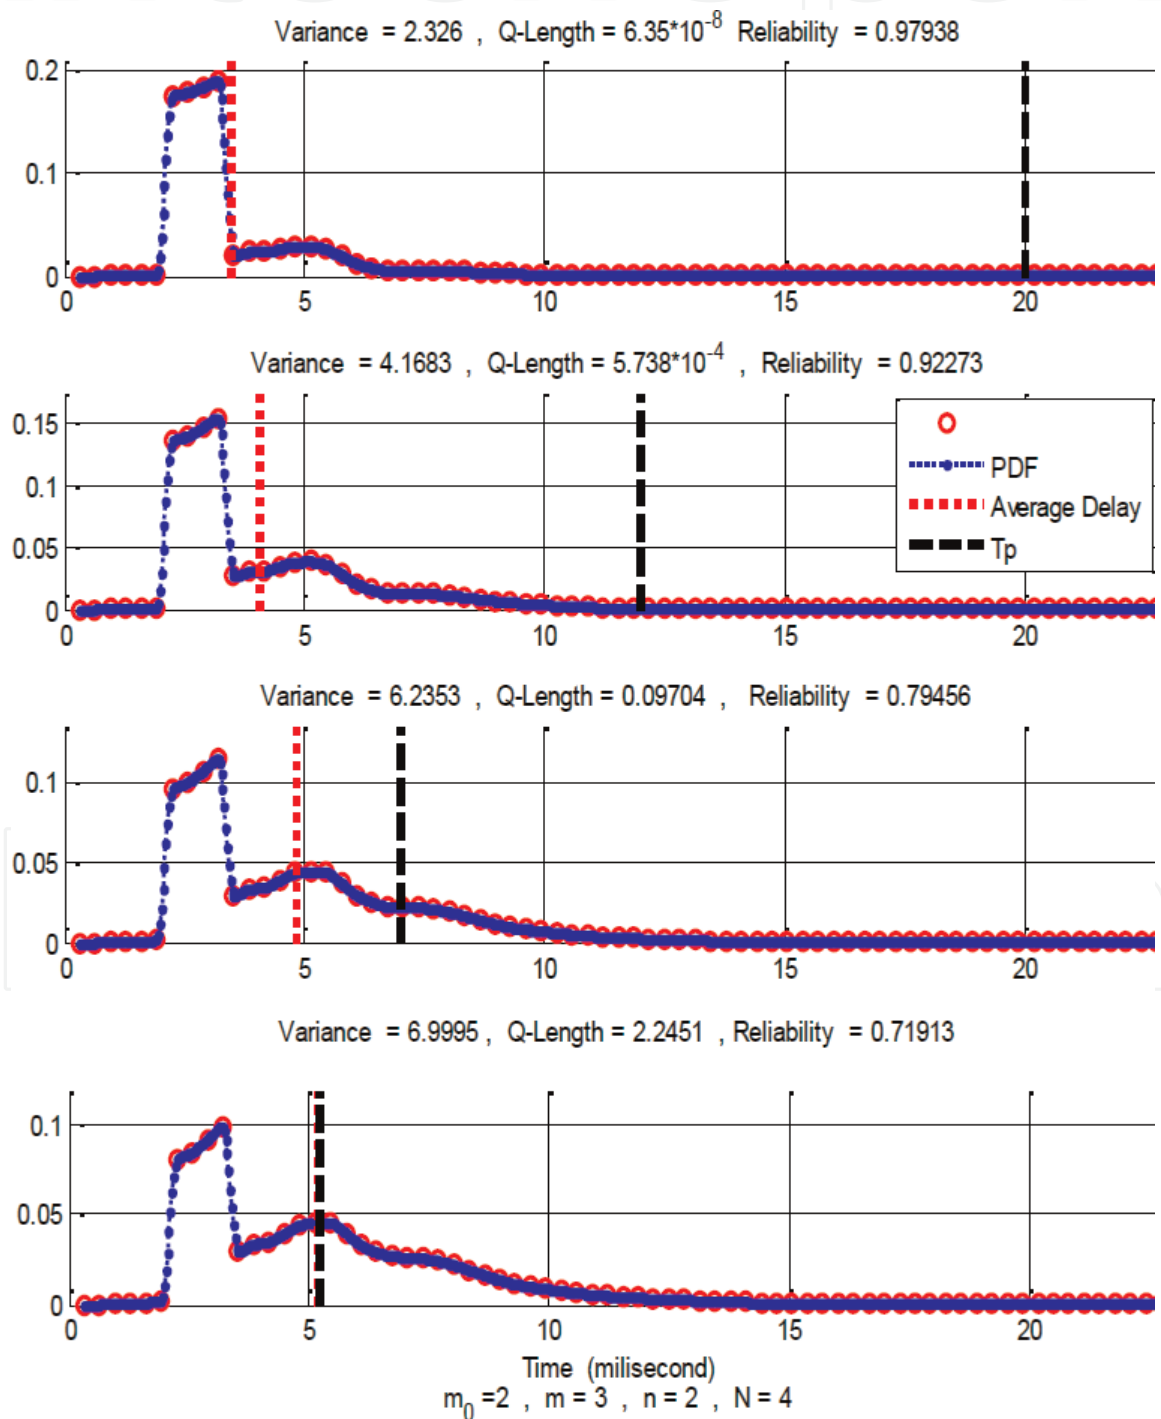 Variance = 2.326 , Q-Length = 6.35*10^-8 Reliability = 0.97938
0.2
0.1
0
0 5 10 15 20
Variance = 4.1683 , Q-Length = 5.738*10^-4 , Reliability = 0.92273
0.15
0.1
0.05
0
PDF
Average Delay
Tp
0 5 10 15 20
Variance = 6.2353 , Q-Length = 0.09704 , Reliability = 0.79456
0.1
0.05
0
0 5 10 15 20
Variance = 6.9995 , Q-Length = 2.2451 , Reliability = 0.71913
0.1
0.05
0
0 5 10 15 20
Time (milisecond)
m_0 =2 , m = 3 , n = 2 , N = 4